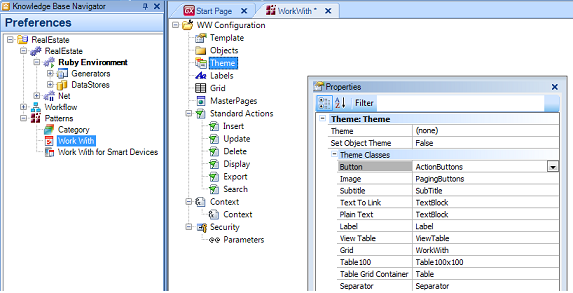 Knowledge Base Navigator
Preferences
RealEstate
RealEstate
Ruby Environment
Generators
DataStores
Net
Workflow
Patterns
Category
Work With
Work With for Smart Devices
Start Page
WorkWith *
WW Configuration
Template
Objects
Theme
Labels
Grid
MasterPages
Standard Actions
Insert
Update
Delete
Display
Export
Search
Context
Context
Security
Parameters
Properties
Filter
Theme: Theme
Theme (none)
Set Object Theme False
Theme Classes
Button ActionButtons
Image PagingButtons
Subtitle SubTitle
Text To Link TextBlock
Plain Text TextBlock
Label Label
View Table ViewTable
Grid WorkWith
Table100 Table100x100
Table Grid Container Table
Separator Separator